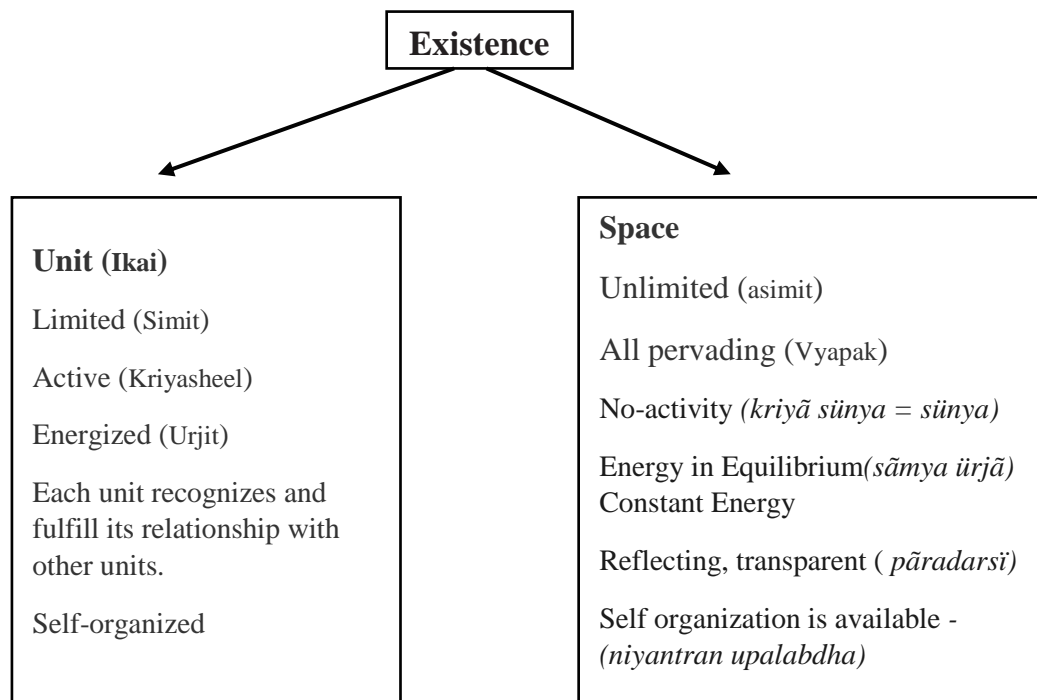 Existence
Unit (Ikai)
Limited (Simit)
Active (Kriyasheel)
Energized (Urjit)
Each unit recognizes and
fulfill its relationship with
other units.
Self-organized
Space
Unlimited (asimit)
All pervading (Vyapak)
No-activity (kriyã sünya = sünya)
Energy in Equilibrium(sãmya ürjã)
Constant Energy
Reflecting, transparent ( pãradarsï)
Self organization is available -
(niyantran upalabdha)